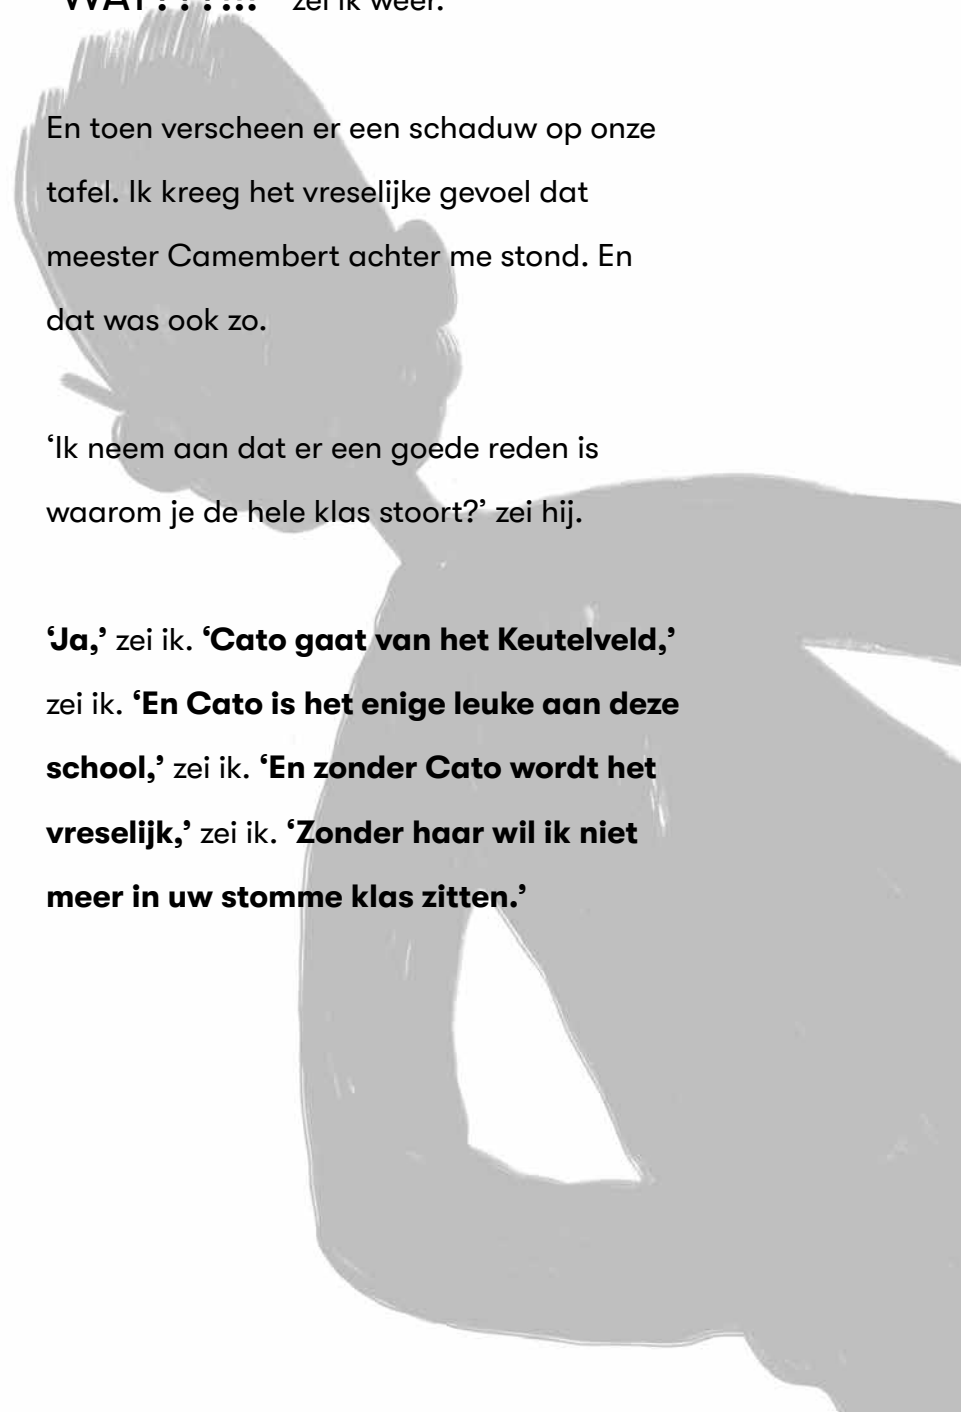 ‘WAT????!!!’ zei ik weer.
En toen verscheen er een schaduw op onze
tafel. Ik kreeg het vreselijke gevoel dat
meester Camembert achter me stond. En
dat was ook zo.
‘Ik neem aan dat er een goede reden is
waarom je de hele klas stoort?’ zei hij.
‘Ja,’ zei ik. ‘Cato gaat van het Keutelveld,’
zei ik. ‘En Cato is het enige leuke aan deze
school,’ zei ik. ‘En zonder Cato wordt het
vreselijk,’ zei ik. ‘Zonder haar wil ik niet
meer in uw stomme klas zitten.’